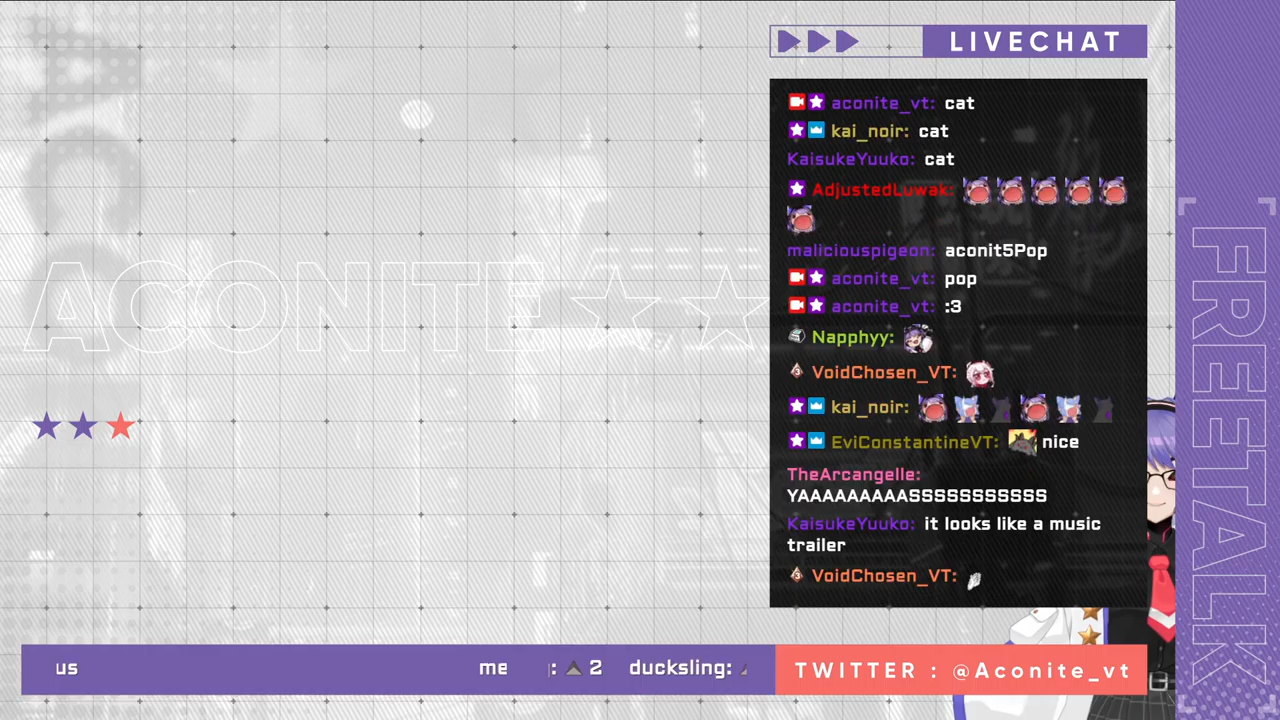 LIVECHAT
aconite_vt: cat
kai_noir: cat
KaisukeYuuko: cat
AdjustedLuwak:
maliciouspigeon: aconit5Pop
aconite_vt: pop
aconite_vt: :3
Napphyy:
VoidChosen_VT:
kai_noir:
EviConstantineVT: nice
TheArcangelle:
YAAAAAAAAASSSSSSSSSSS
KaisukeYuuko: it looks like a music
trailer
VoidChosen_VT:
ACONITE
FREETALK
us me : 2 ducksling:
TWITTER : @Aconite_vt